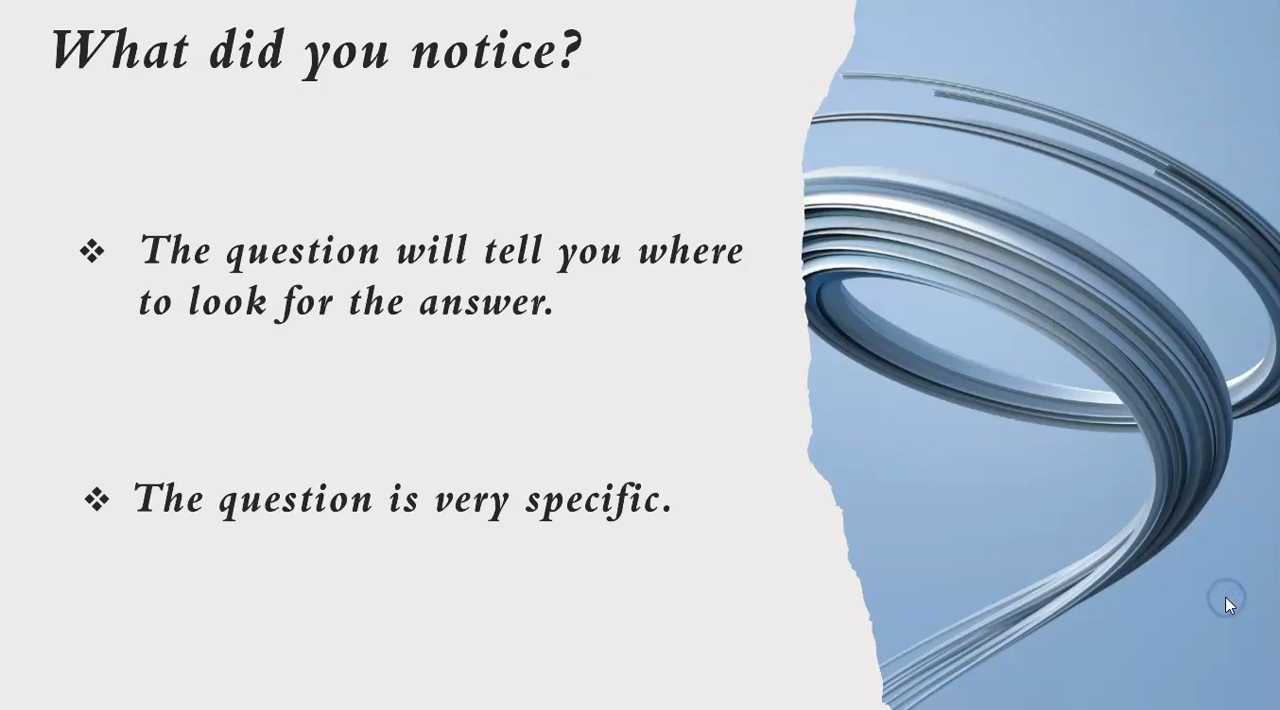 What did you notice?
❖ The question will tell you where
to look for the answer.
❖ The question is very specific.